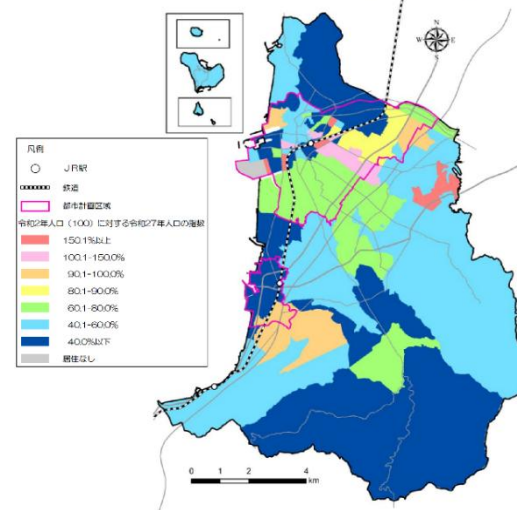 N
W E
S
凡例
JR駅
鉄道
都市計画区域
令和2年人口(100)に対する令和27年人口の指数
150.1%以上
100.1-150.0%
90.1-100.0%
80.1-90.0%
60.1-80.0%
40.1-60.0%
40.0%以下
居住なし
0 1 2 4
km